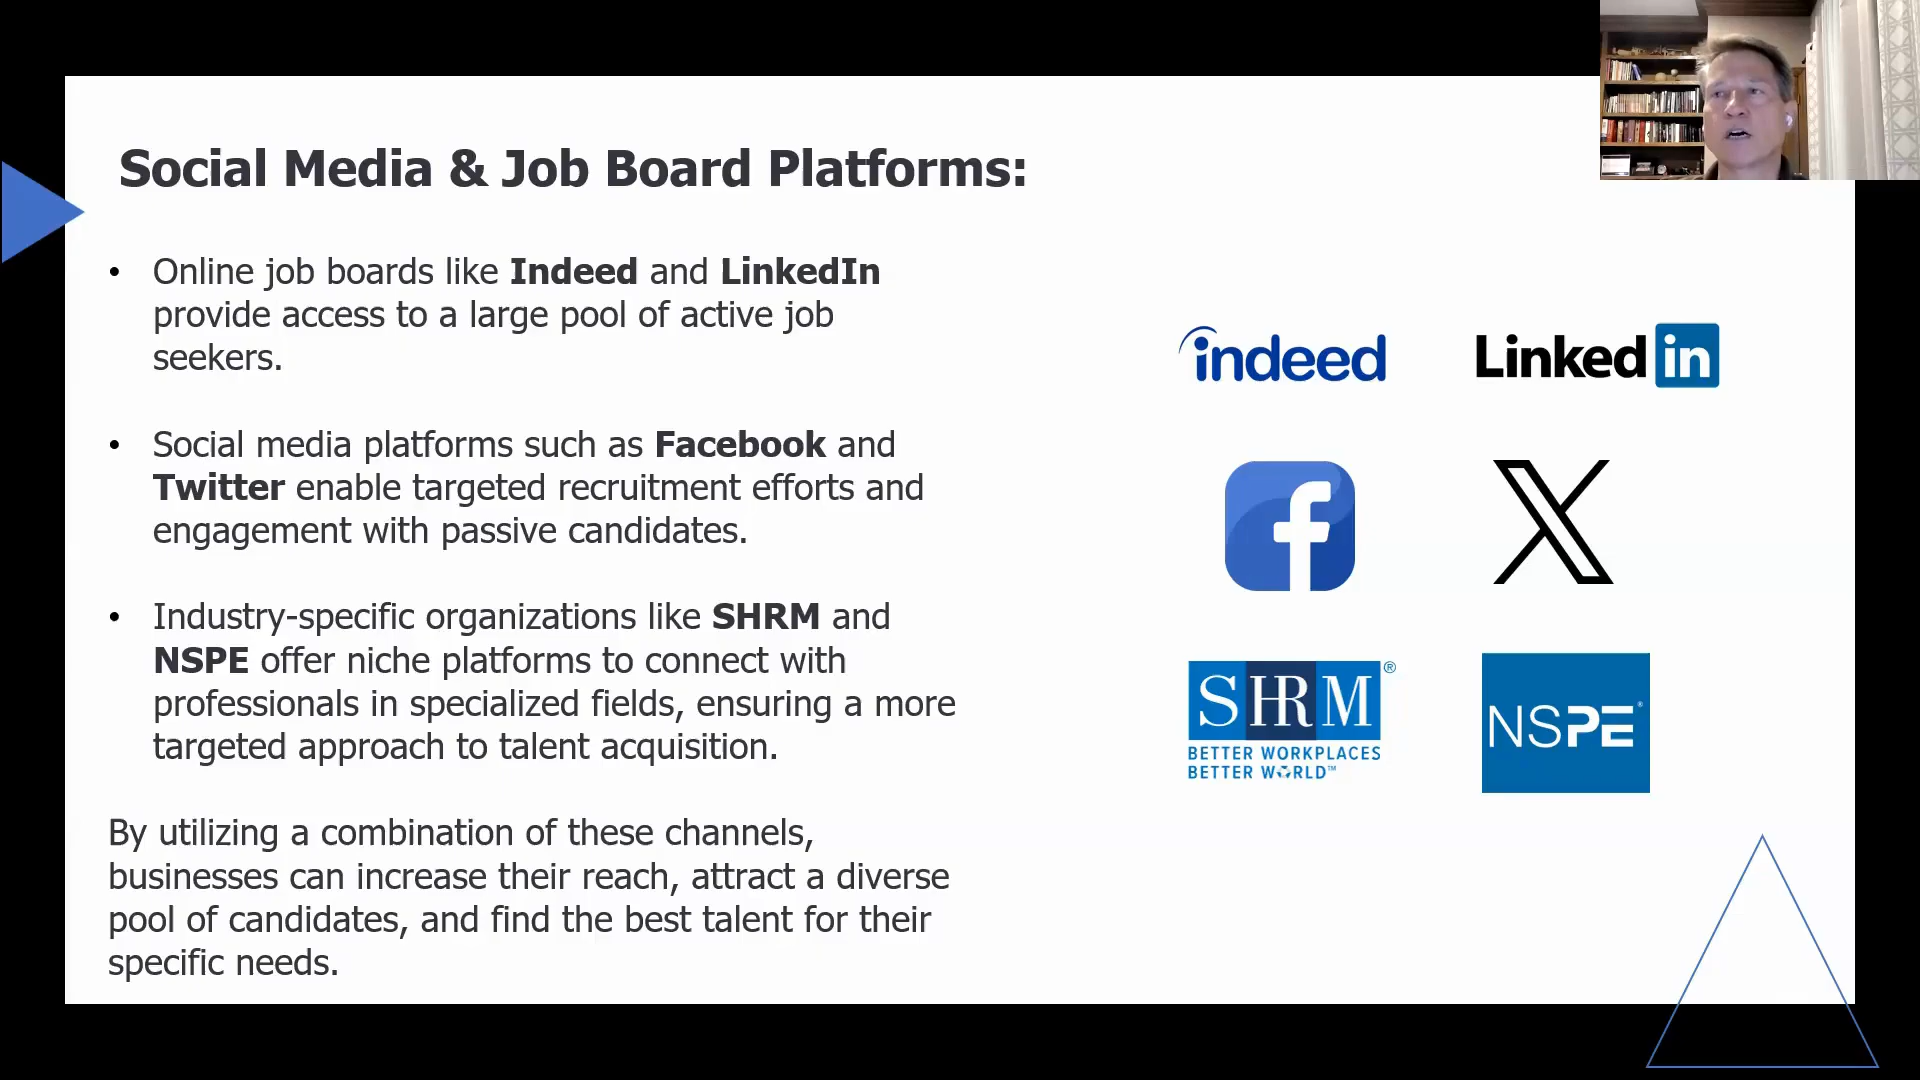 Social Media & Job Board Platforms:
• Online job boards like Indeed and LinkedIn
provide access to a large pool of active job
seekers.
• Social media platforms such as Facebook and
Twitter enable targeted recruitment efforts and
engagement with passive candidates.
• Industry-specific organizations like SHRM and
NSPE offer niche platforms to connect with
professionals in specialized fields, ensuring a more
targeted approach to talent acquisition.
By utilizing a combination of these channels,
businesses can increase their reach, attract a diverse
pool of candidates, and find the best talent for their
specific needs.
indeed
Linked in
f
X
SHRM®
BETTER WORKPLACES
BETTER WORLD™
NSPE®